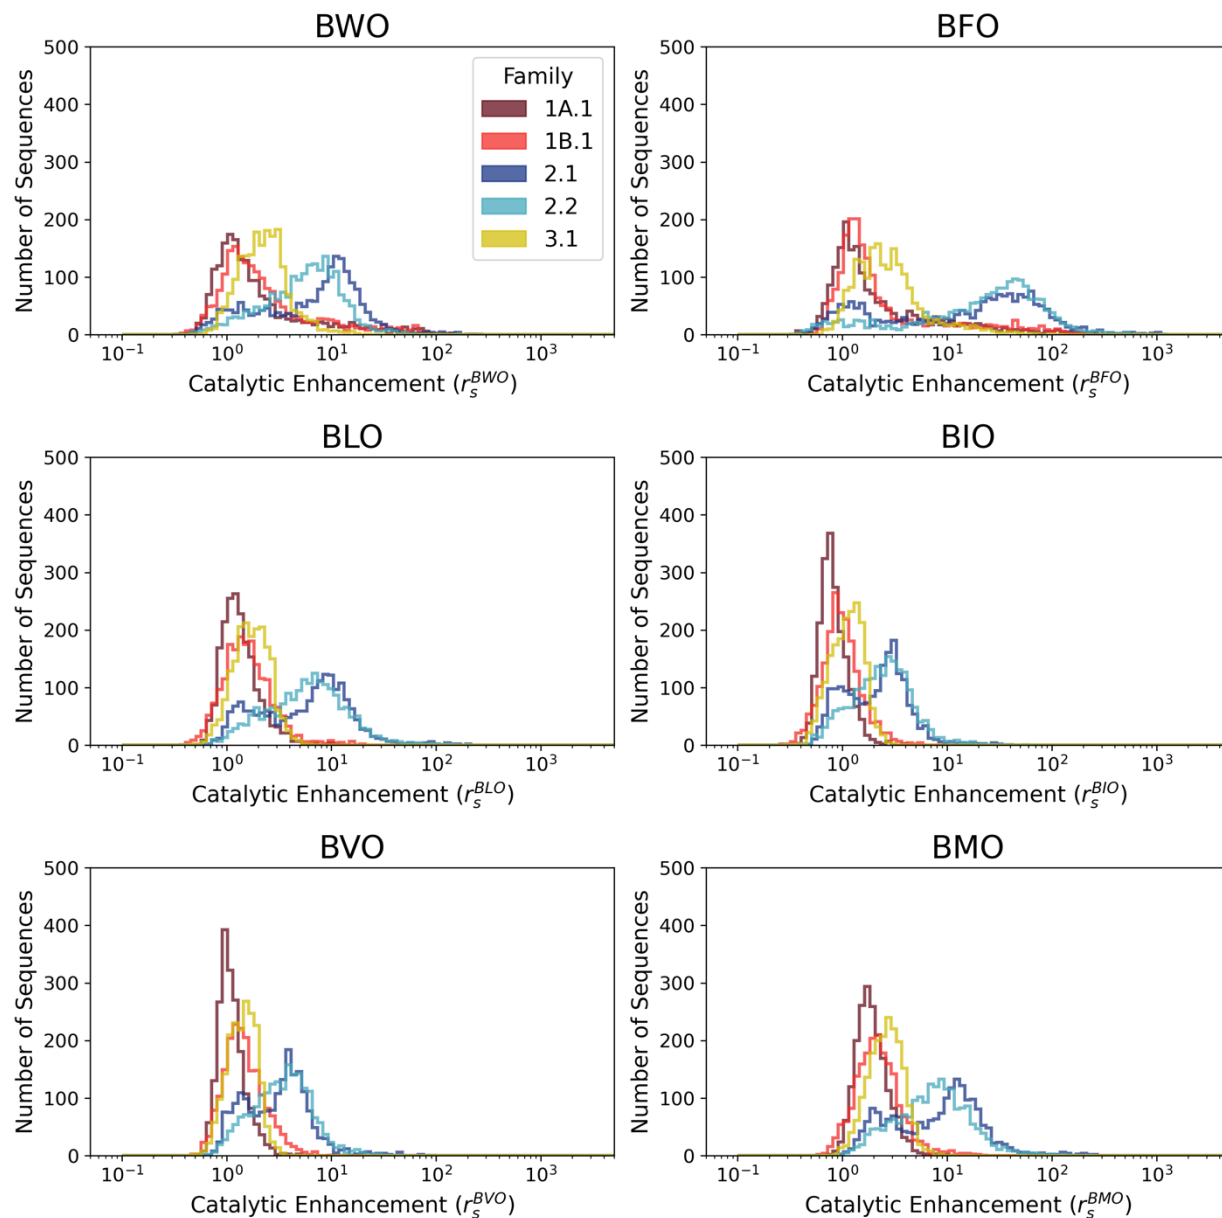 BWO
500
400
300
200
100
0
Number of Sequences
Family
1A.1
1B.1
2.1
2.2
3.1
10⁻¹ 10⁰ 10¹ 10² 10³
Catalytic Enhancement (r_s^{BWO})
BFO
500
400
300
200
100
0
Number of Sequences
10⁻¹ 10⁰ 10¹ 10² 10³
Catalytic Enhancement (r_s^{BFO})
BLO
500
400
300
200
100
0
Number of Sequences
10⁻¹ 10⁰ 10¹ 10² 10³
Catalytic Enhancement (r_s^{BLO})
BIO
500
400
300
200
100
0
Number of Sequences
10⁻¹ 10⁰ 10¹ 10² 10³
Catalytic Enhancement (r_s^{BIO})
BVO
500
400
300
200
100
0
Number of Sequences
10⁻¹ 10⁰ 10¹ 10² 10³
Catalytic Enhancement (r_s^{BVO})
BMO
500
400
300
200
100
0
Number of Sequences
10⁻¹ 10⁰ 10¹ 10² 10³
Catalytic Enhancement (r_s^{BMO})